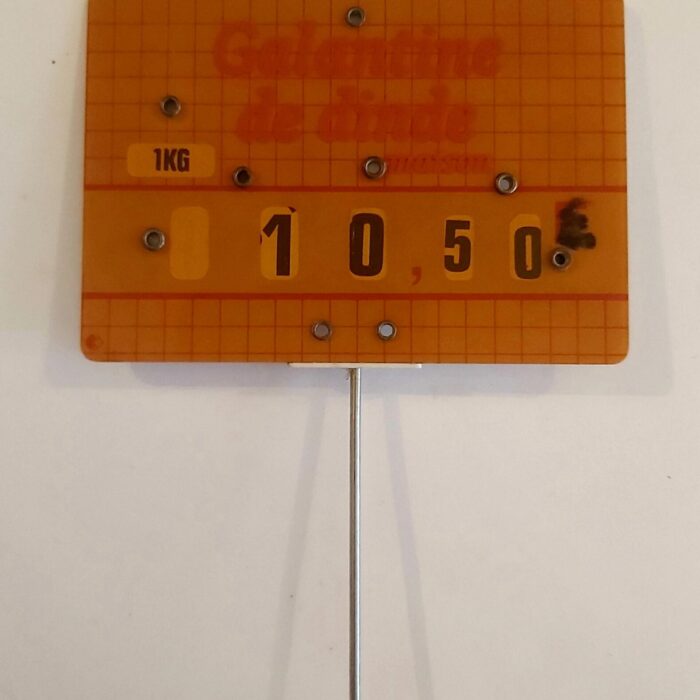 Galantine
de dinde
maison
1KG
10,50 €